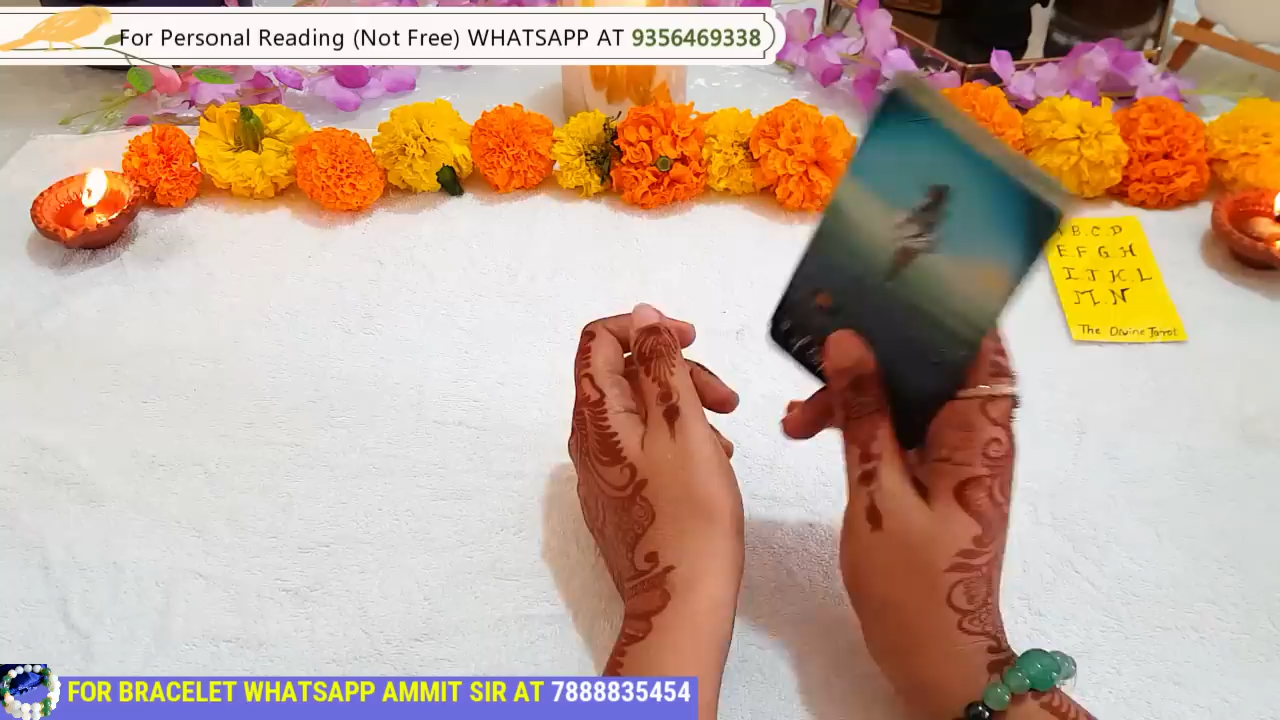 For Personal Reading (Not Free) WHATSAPP AT 9356469338
A B C D
E F G H
I J K L
M N
The Divine Tarot
FOR BRACELET WHATSAPP AMMIT SIR AT 7888835454